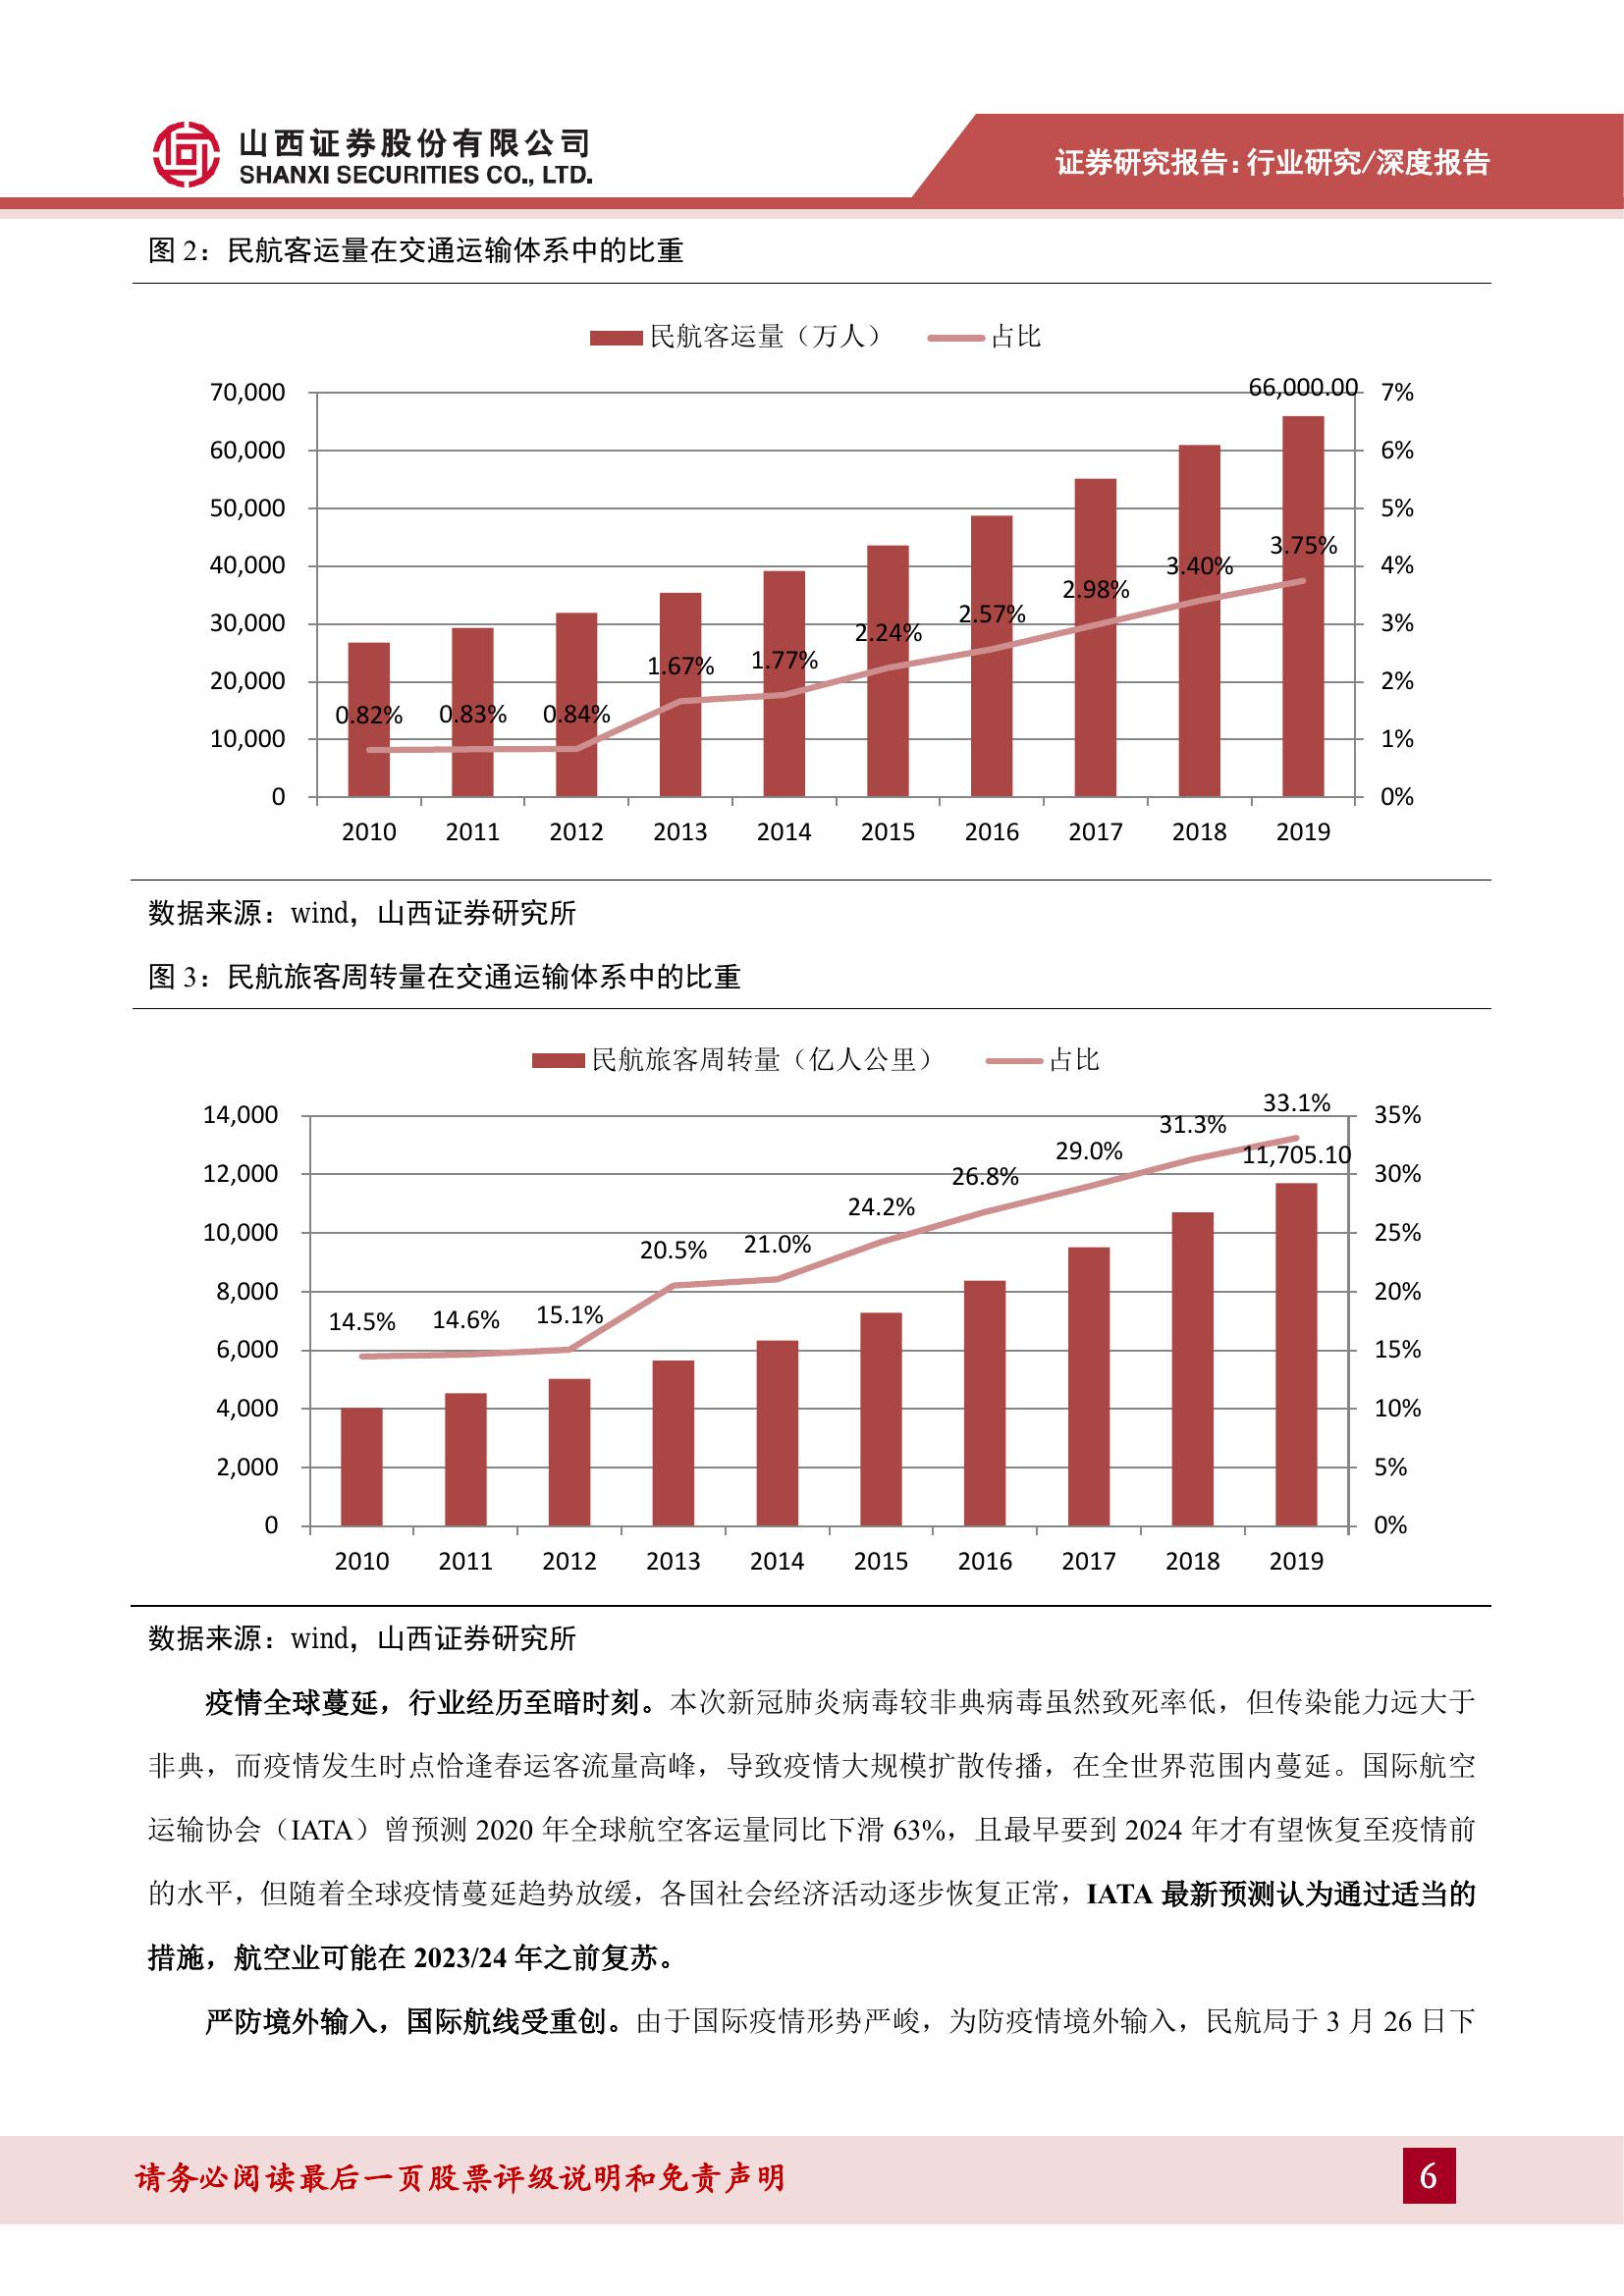 山西证券股份有限公司
SHANXI SECURITIES CO., LTD.
证券研究报告：行业研究/深度报告
图 2：民航客运量在交通运输体系中的比重
民航客运量（万人） 占比
70,000 66,000.00 7%
60,000 6%
50,000 5%
3.75%
40,000 3.40% 4%
2.98%
30,000 2.57% 3%
2.24%
1.67% 1.77%
20,000 2%
0.82% 0.83% 0.84%
10,000 1%
0 0%
2010 2011 2012 2013 2014 2015 2016 2017 2018 2019
数据来源：wind，山西证券研究所
图 3：民航旅客周转量在交通运输体系中的比重
民航旅客周转量（亿人公里） 占比
33.1%
14,000 31.3% 35%
29.0% 11,705.10
12,000 26.8% 30%
24.2%
10,000 20.5% 21.0% 25%
8,000 20%
14.5% 14.6% 15.1%
6,000 15%
4,000 10%
2,000 5%
0 0%
2010 2011 2012 2013 2014 2015 2016 2017 2018 2019
数据来源：wind，山西证券研究所
疫情全球蔓延，行业经历至暗时刻。本次新冠肺炎病毒较非典病毒虽然致死率低，但传染能力远大于
非典，而疫情发生时点恰逢春运客流量高峰，导致疫情大规模扩散传播，在全世界范围内蔓延。国际航空
运输协会（IATA）曾预测 2020 年全球航空客运量同比下滑 63%，且最早要到 2024 年才有望恢复至疫情前
的水平，但随着全球疫情蔓延趋势放缓，各国社会经济活动逐步恢复正常，IATA 最新预测认为通过适当的
措施，航空业可能在 2023/24 年之前复苏。
严防境外输入，国际航线受重创。由于国际疫情形势严峻，为防疫情境外输入，民航局于 3 月 26 日下
请务必阅读最后一页股票评级说明和免责声明
6